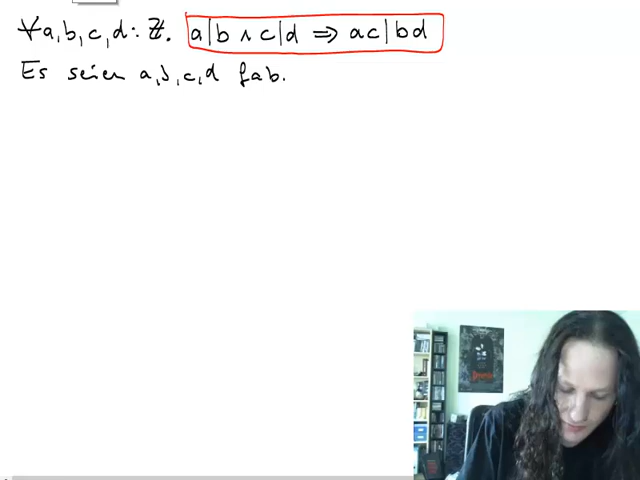 ∀a,b,c,d:ℤ. a|b ∧ c|d ⇒ ac|bd
Es seien a,b,c,d fab.